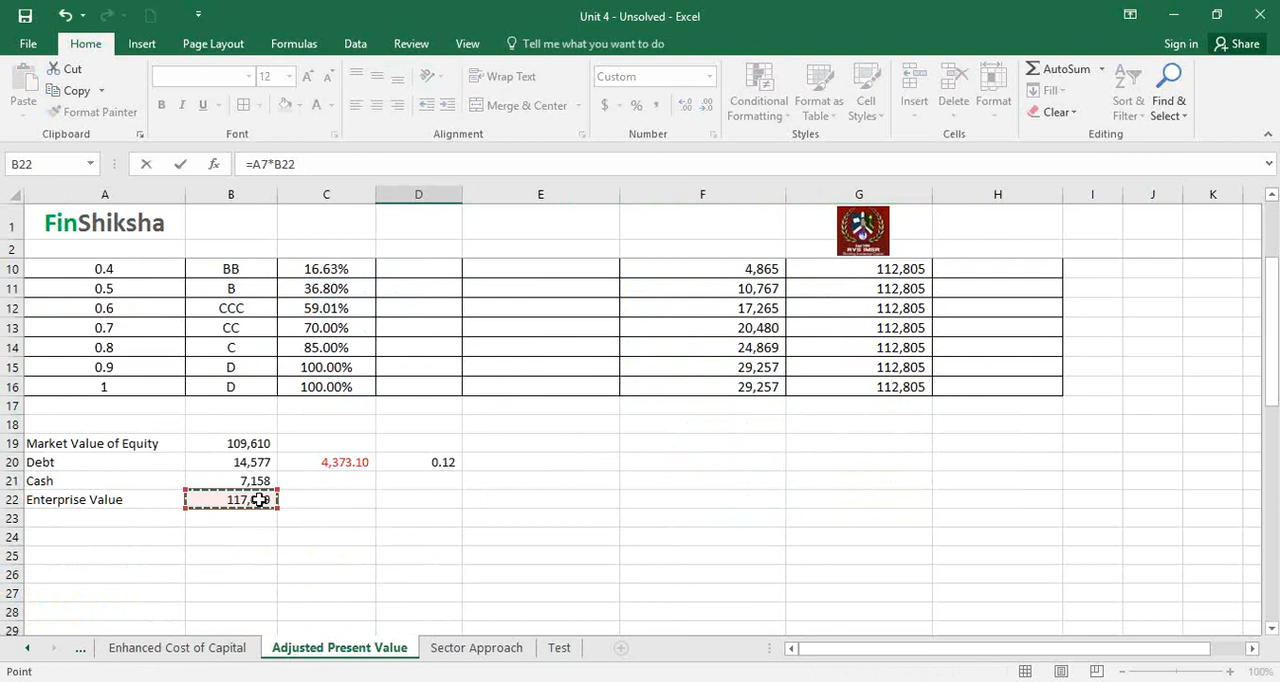 Unit 4 - Unsolved - Excel
File Home Insert Page Layout Formulas Data Review View Tell me what you want to do Sign in Share
Paste Cut Copy Format Painter
12 Wrap Text Merge & Center
Custom $ % ,
Conditional Formatting Format as Table Cell Styles
Insert Delete Format
AutoSum Fill Clear Sort & Filter Find & Select
Clipboard Font Alignment Number Styles Cells Editing
B22 fx =A7*B22
A B C D E F G H I J K
1 FinShiksha
2
10 0.4 BB 16.63% 4,865 112,805
11 0.5 B 36.80% 10,767 112,805
12 0.6 CCC 59.01% 17,265 112,805
13 0.7 CC 70.00% 20,480 112,805
14 0.8 C 85.00% 24,869 112,805
15 0.9 D 100.00% 29,257 112,805
16 1 D 100.00% 29,257 112,805
17
18
19 Market Value of Equity 109,610
20 Debt 14,577 4,373.10 0.12
21 Cash 7,158
22 Enterprise Value
23
24
25
26
27
28
29
... Enhanced Cost of Capital Adjusted Present Value Sector Approach Test
Point 100%